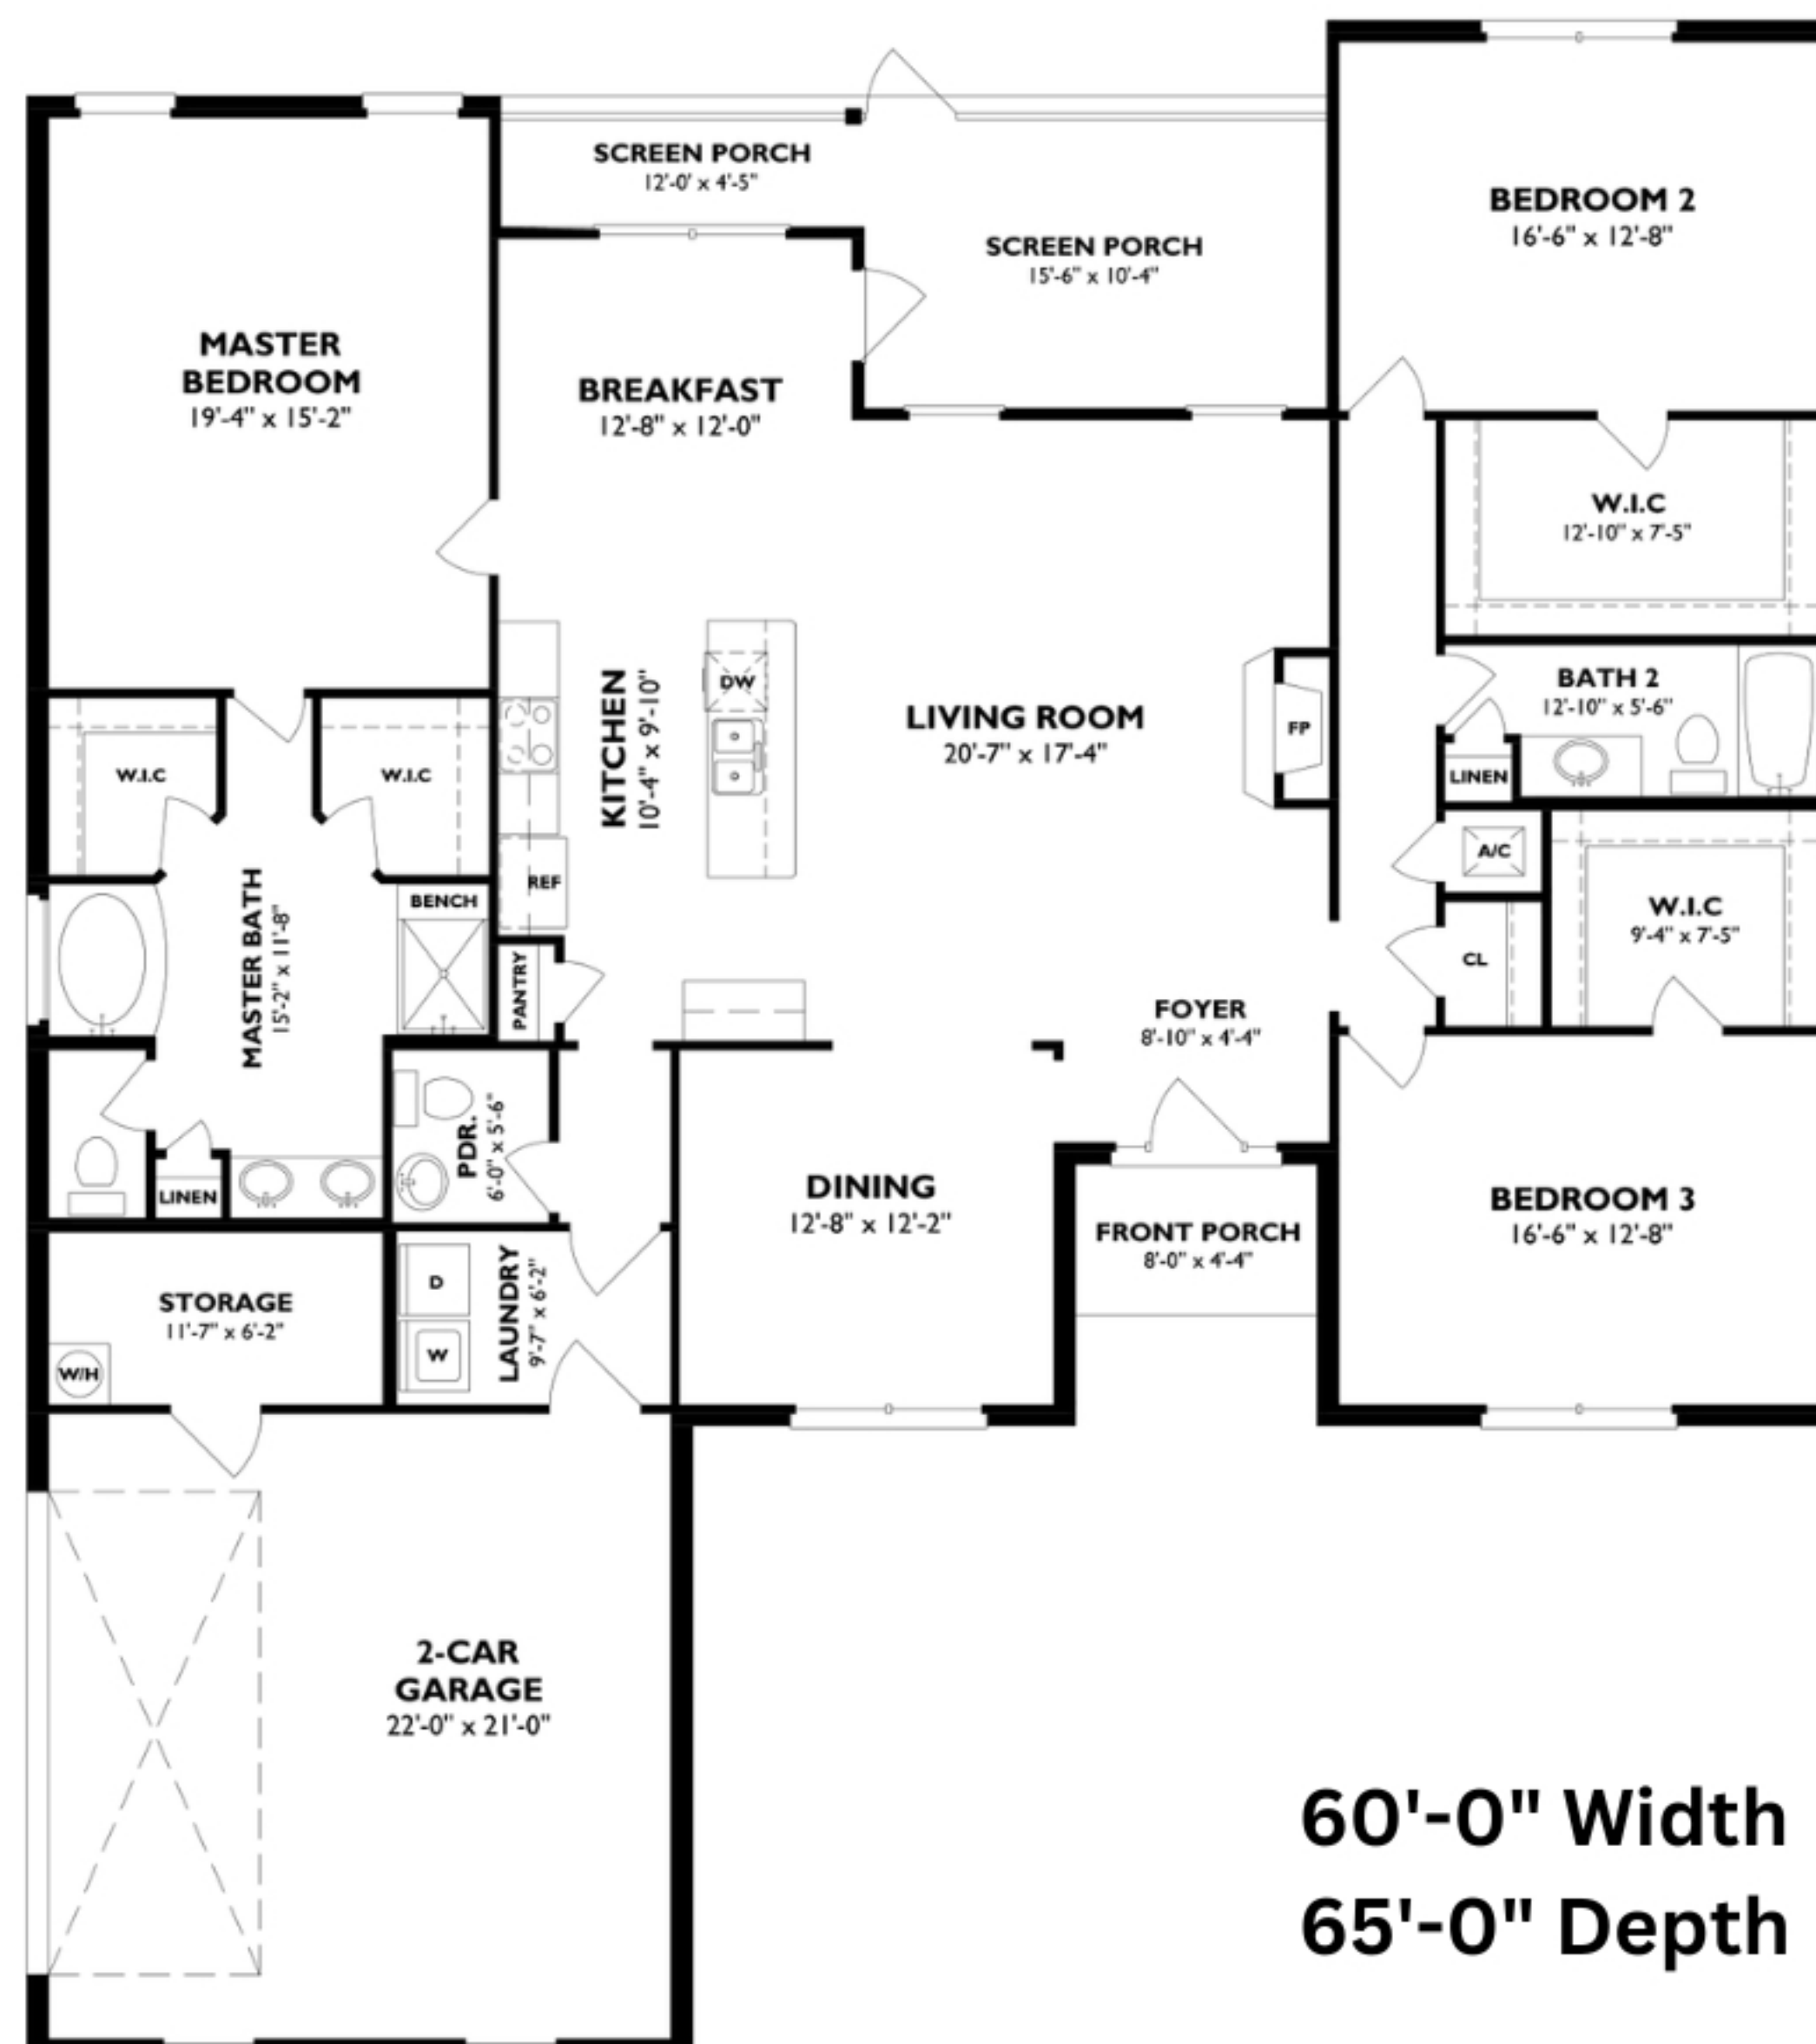 SCREEN PORCH
12'-0' x 4'-5"
BEDROOM 2
16'-6" x 12'-8"
SCREEN PORCH
15'-6" x 10'-4"
MASTER
BEDROOM
19'-4" x 15'-2"
BREAKFAST
12'-8" x 12'-0"
W.I.C
12'-10" x 7'-5"
KITCHEN
10'-4" x 9'-10"
DW
LIVING ROOM
20'-7" x 17'-4"
FP
BATH 2
12'-10" x 5'-6"
LINEN
W.I.C
W.I.C
REF
A/C
BENCH
MASTER BATH
15'-2" x 11'-8"
W.I.C
9'-4" x 7'-5"
CL
PANTRY
FOYER
8'-10" x 4'-4"
PDR.
6'-0" x 5'-6"
LINEN
DINING
12'-8" x 12'-2"
BEDROOM 3
16'-6" x 12'-8"
FRONT PORCH
8'-0" x 4'-4"
STORAGE
11'-7" x 6'-2"
W/H
D
W
LAUNDRY
9'-7" x 6'-2"
2-CAR
GARAGE
22'-0" x 21'-0"
60'-0" Width
65'-0" Depth